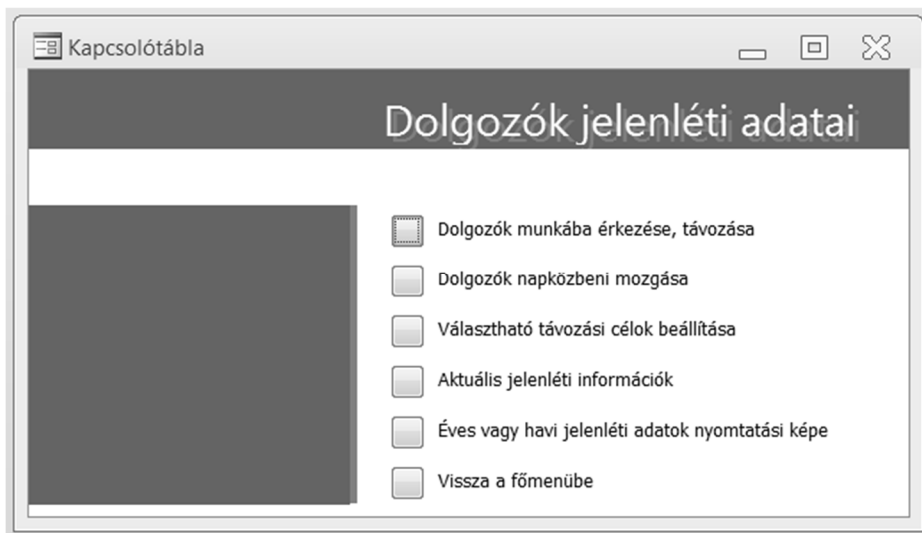 Kapcsolótábla
Dolgozók jelenléti adatai
Dolgozók munkába érkezése, távozása
Dolgozók napközbeni mozgása
Választható távozási célok beállítása
Aktuális jelenléti információk
Éves vagy havi jelenléti adatok nyomtatási képe
Vissza a főmenübe